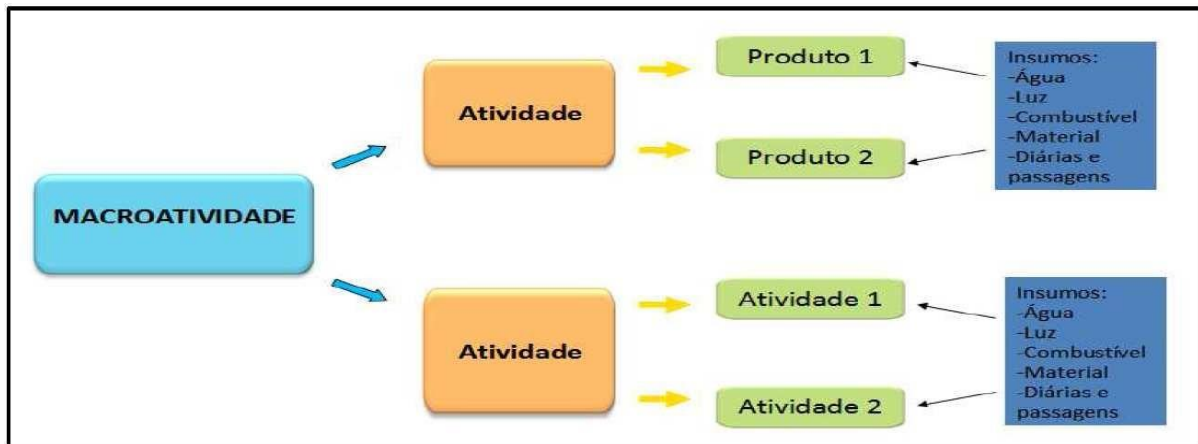 MACROATIVIDADE
Atividade
Produto 1
Produto 2
Insumos:
-Água
-Luz
-Combustível
-Material
-Diárias e
passagens
Atividade
Atividade 1
Atividade 2
Insumos:
-Água
-Luz
-Combustível
-Material
-Diárias e
passagens